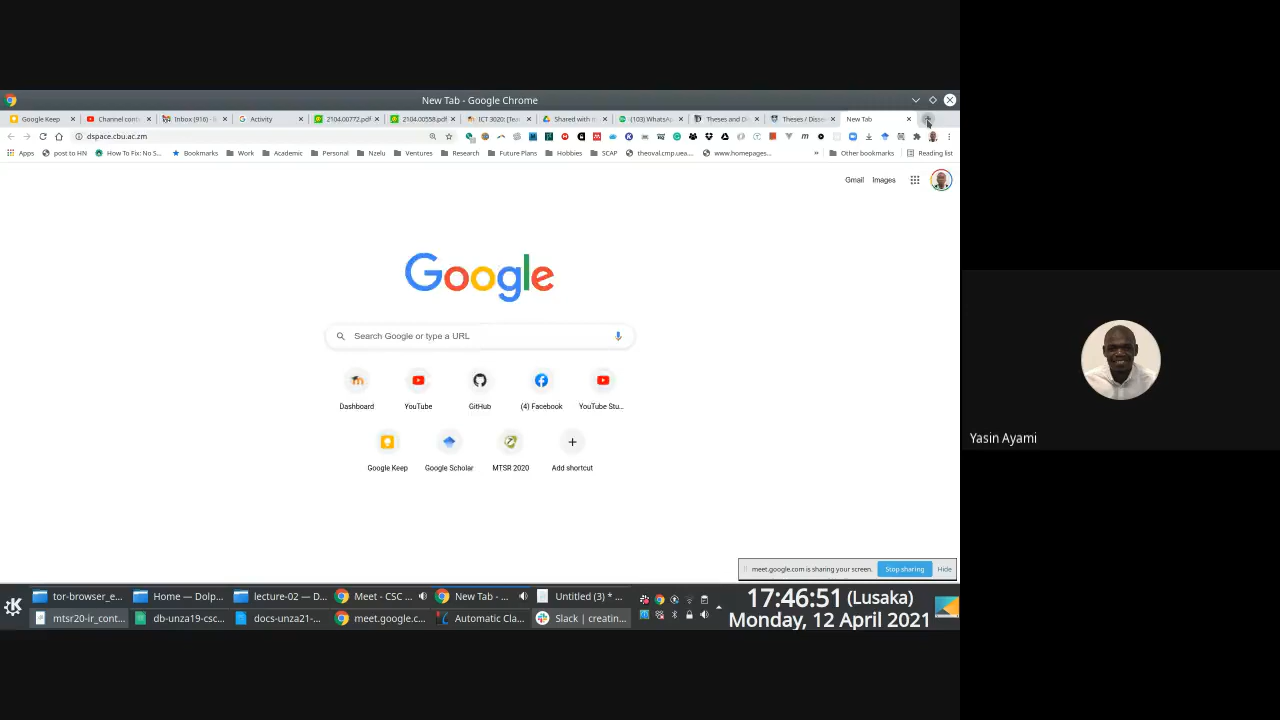 New Tab - Google Chrome
Google Keep
Channel cont
Inbox (916) -
Activity
2104.00772.pdf
2104.00558.pdf
ICT 3020: [Tea
Shared with m
(103) WhatsA
Theses and Di
Theses / Disse
New Tab
dspace.cbu.ac.zm
Apps
post to HN
How To Fix: No S...
Bookmarks
Work
Academic
Personal
Nzelu
Ventures
Research
Future Plans
Hobbies
SCAP
theoval.cmp.uea....
www.homepages...
»
Other bookmarks
Reading list
Gmail
Images
Google
Search Google or type a URL
Dashboard
YouTube
GitHub
(4) Facebook
YouTube Stu...
Google Keep
Google Scholar
MTSR 2020
Add shortcut
Yasin Ayami
meet.google.com is sharing your screen.
Stop sharing
Hide
tor-browser_e...
Home — Dolp...
lecture-02 — D...
Meet - CSC ...
New Tab - ...
Untitled (3) * ...
17:46:51 (Lusaka)
mtsr20-ir_cont...
db-unza19-csc...
docs-unza21-...
meet.google.c...
Automatic Cla...
Slack | creatin...
Monday, 12 April 2021